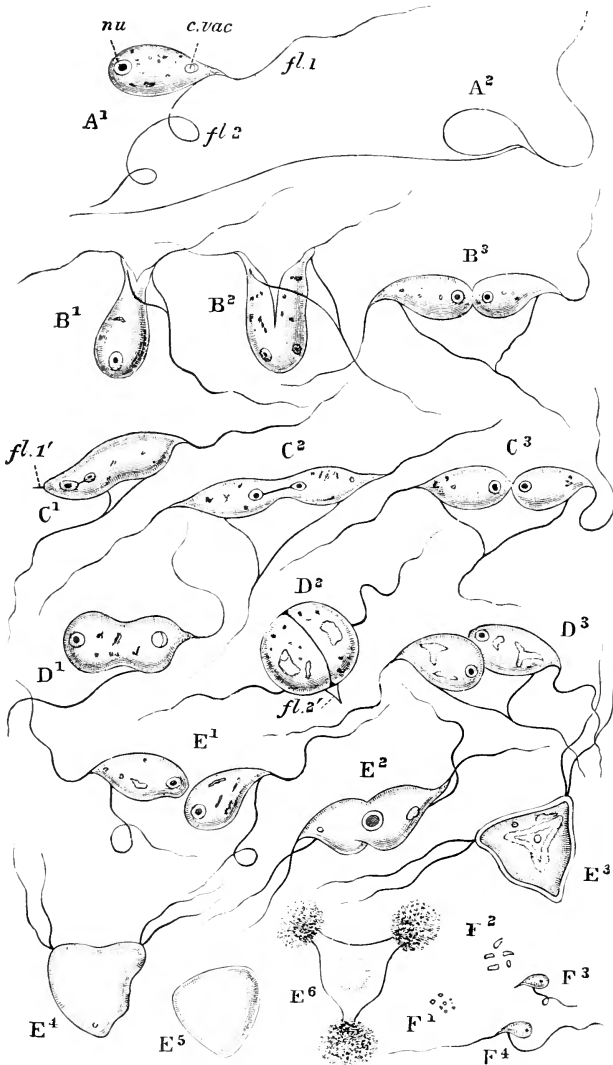 nu
c.vac
fl.1
A¹
fl 2
A²
B¹
B²
B³
fl.1'
C¹
C²
C³
D¹
D²
fl.2'
D³
E¹
E²
E³
E⁴
E⁵
E⁶
F¹
F²
F³
F⁴